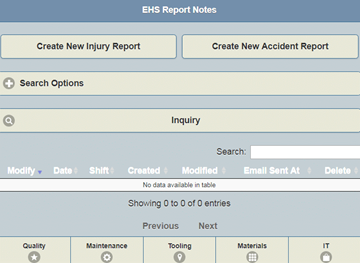 EHS Report Notes
Create New Injury Report Create New Accident Report
Search Options
Inquiry
Search:
Modify Date Shift Created Modified Email Sent At Delete
No data available in table
Showing 0 to 0 of 0 entries
Previous Next
Quality Maintenance Tooling Materials IT